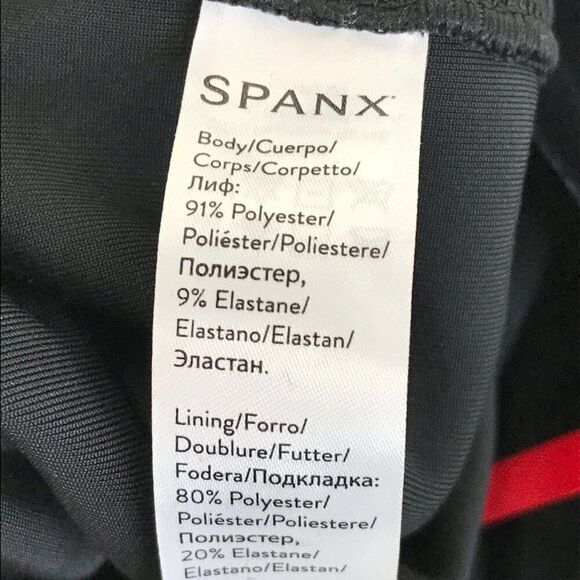 SPANX
Body/Cuerpo/
Corps/Corpetto/
Лиф:
91% Polyester/
Poliéster/Poliestere/
Полиэстер,
9% Elastane/
Elastano/Elastan/
Эластан.
Lining/Forro/
Doublure/Futter/
Fodera/Подкладка:
80% Polyester/
Poliéster/Poliestere/
Полиэстер,
20% Elastane/
Elastano/Elastan/